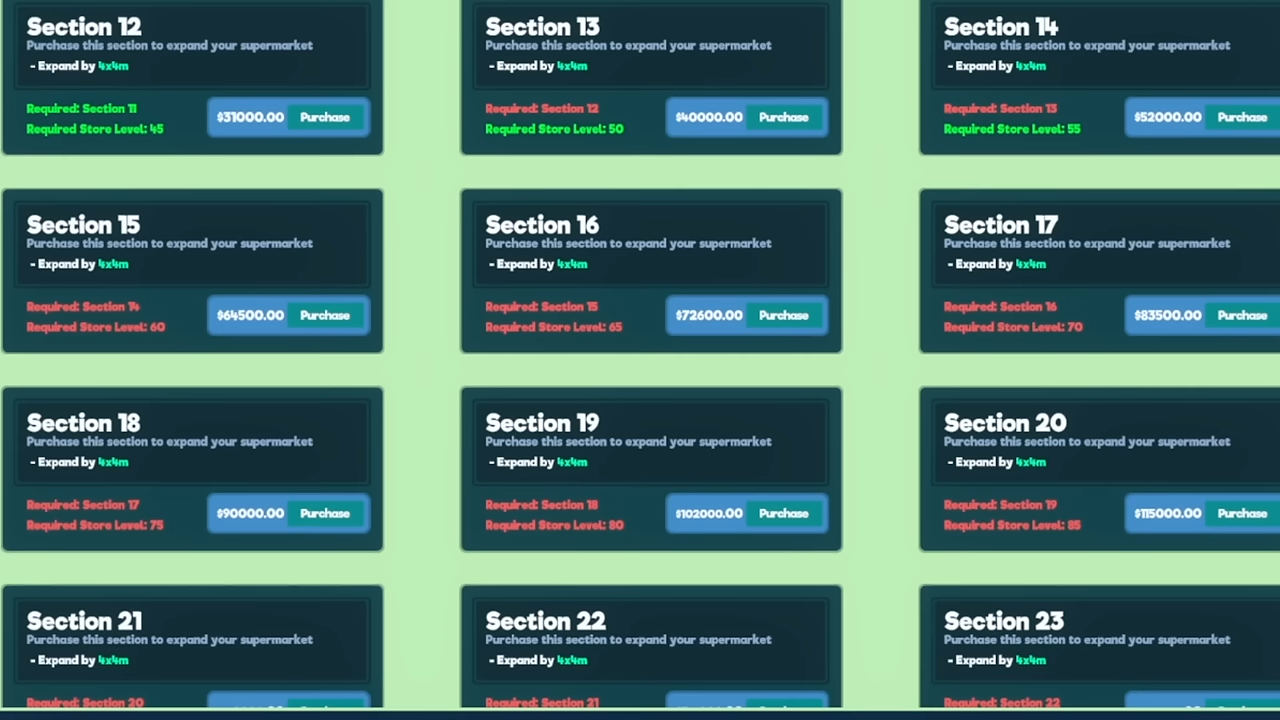 Section 12
Purchase this section to expand your supermarket
- Expand by 4x4m
Required: Section 11
Required Store Level: 45
$31000.00 Purchase
Section 13
Purchase this section to expand your supermarket
- Expand by 4x4m
Required: Section 12
Required Store Level: 50
$40000.00 Purchase
Section 14
Purchase this section to expand your supermarket
- Expand by 4x4m
Required: Section 13
Required Store Level: 55
$52000.00 Purchase
Section 15
Purchase this section to expand your supermarket
- Expand by 4x4m
Required: Section 14
Required Store Level: 60
$64500.00 Purchase
Section 16
Purchase this section to expand your supermarket
- Expand by 4x4m
Required: Section 15
Required Store Level: 65
$72600.00 Purchase
Section 17
Purchase this section to expand your supermarket
- Expand by 4x4m
Required: Section 16
Required Store Level: 70
$83500.00 Purchase
Section 18
Purchase this section to expand your supermarket
- Expand by 4x4m
Required: Section 17
Required Store Level: 75
$90000.00 Purchase
Section 19
Purchase this section to expand your supermarket
- Expand by 4x4m
Required: Section 18
Required Store Level: 80
$102000.00 Purchase
Section 20
Purchase this section to expand your supermarket
- Expand by 4x4m
Required: Section 19
Required Store Level: 85
$115000.00 Purchase
Section 21
Purchase this section to expand your supermarket
- Expand by 4x4m
Required: Section 20
Section 22
Purchase this section to expand your supermarket
- Expand by 4x4m
Required: Section 21
Section 23
Purchase this section to expand your supermarket
- Expand by 4x4m
Required: Section 22